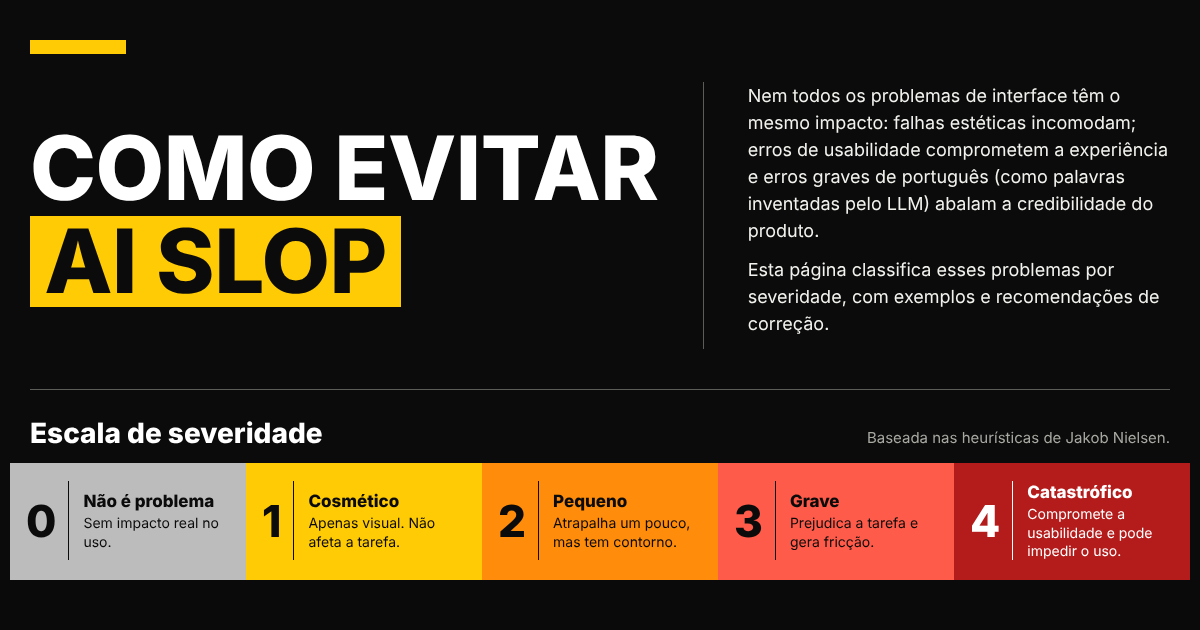 COMO EVITAR
AI SLOP
Nem todos os problemas de interface têm o
mesmo impacto: falhas estéticas incomodam;
erros de usabilidade comprometem a experiência
e erros graves de português (como palavras
inventadas pelo LLM) abalam a credibilidade do
produto.
Esta página classifica esses problemas por
severidade, com exemplos e recomendações de
correção.
Escala de severidade
Baseada nas heurísticas de Jakob Nielsen.
0
Não é problema
Sem impacto real no
uso.
1
Cosmético
Apenas visual. Não
afeta a tarefa.
2
Pequeno
Atrapalha um pouco,
mas tem contorno.
3
Grave
Prejudica a tarefa e
gera fricção.
4
Catastrófico
Compromete a
usabilidade e pode
impedir o uso.